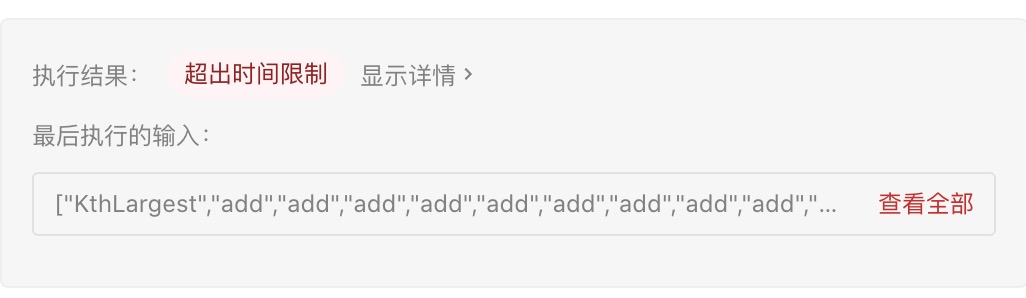 执行结果： 超出时间限制 显示详情 >
最后执行的输入：
["KthLargest","add","add","add","add","add","add","add","add","add","... 查看全部